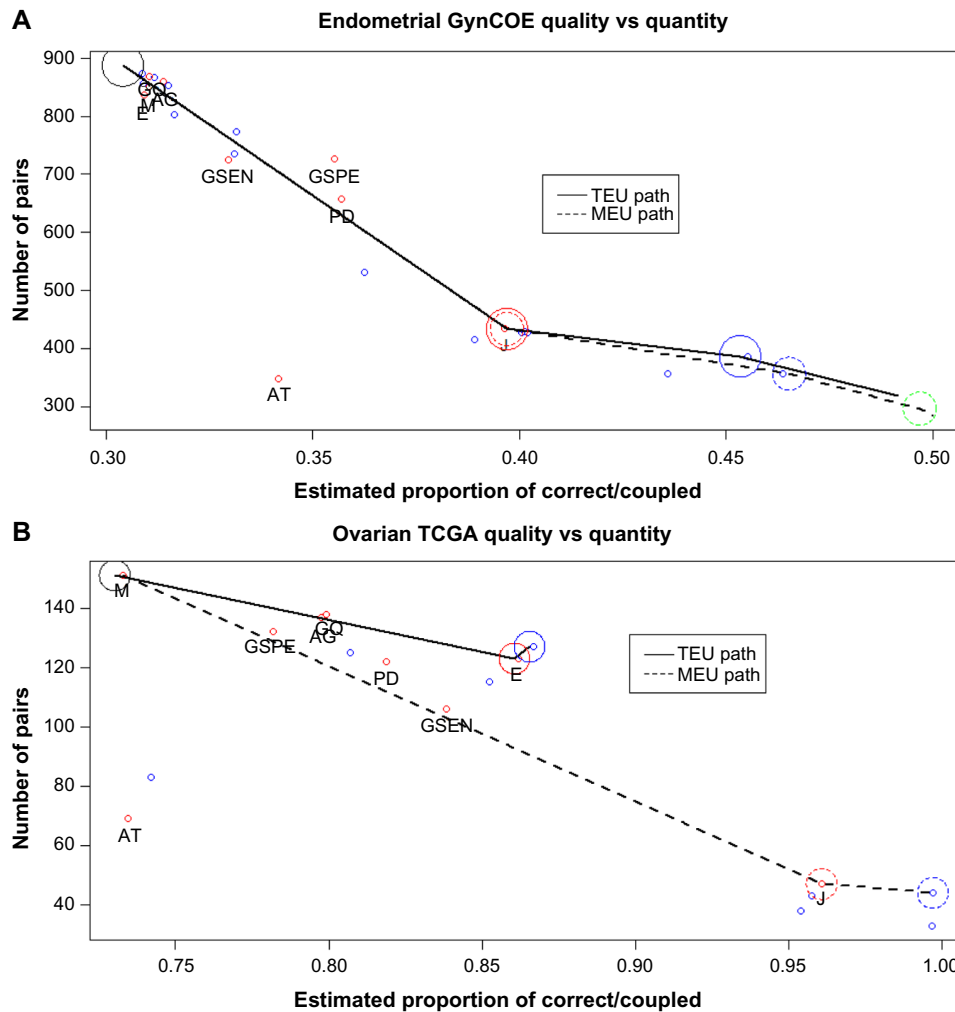 A
Endometrial GynCOE quality vs quantity
Number of pairs
900
800
700
600
500
400
300
GQ
AG
M
E
GSEN
GSPE
PD
AT
J
TEU path
MEU path
0.30
0.35
0.40
0.45
0.50
Estimated proportion of correct/coupled
B
Ovarian TCGA quality vs quantity
Number of pairs
140
120
100
80
60
40
M
GQ
AG
GSPE
PD
E
GSEN
AT
J
TEU path
MEU path
0.75
0.80
0.85
0.90
0.95
1.00
Estimated proportion of correct/coupled